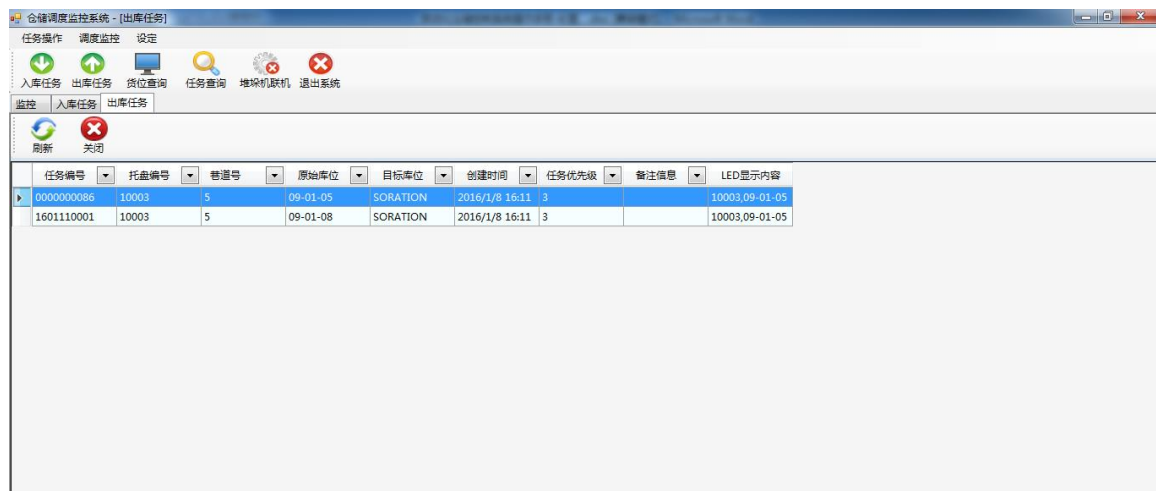 仓储调度监控系统 - [出库任务]
任务操作 调度监控 设定
入库任务 出库任务 货位查询 任务查询 堆垛机联机 退出系统
监控 入库任务 出库任务
刷新 关闭
任务编号 托盘编号 巷道号 原始库位 目标库位 创建时间 任务优先级 备注信息 LED显示内容
0000000086 10003 5 09-01-05 SORATION 2016/1/8 16:11 3 10003,09-01-05
1601110001 10003 5 09-01-08 SORATION 2016/1/8 16:11 3 10003,09-01-05